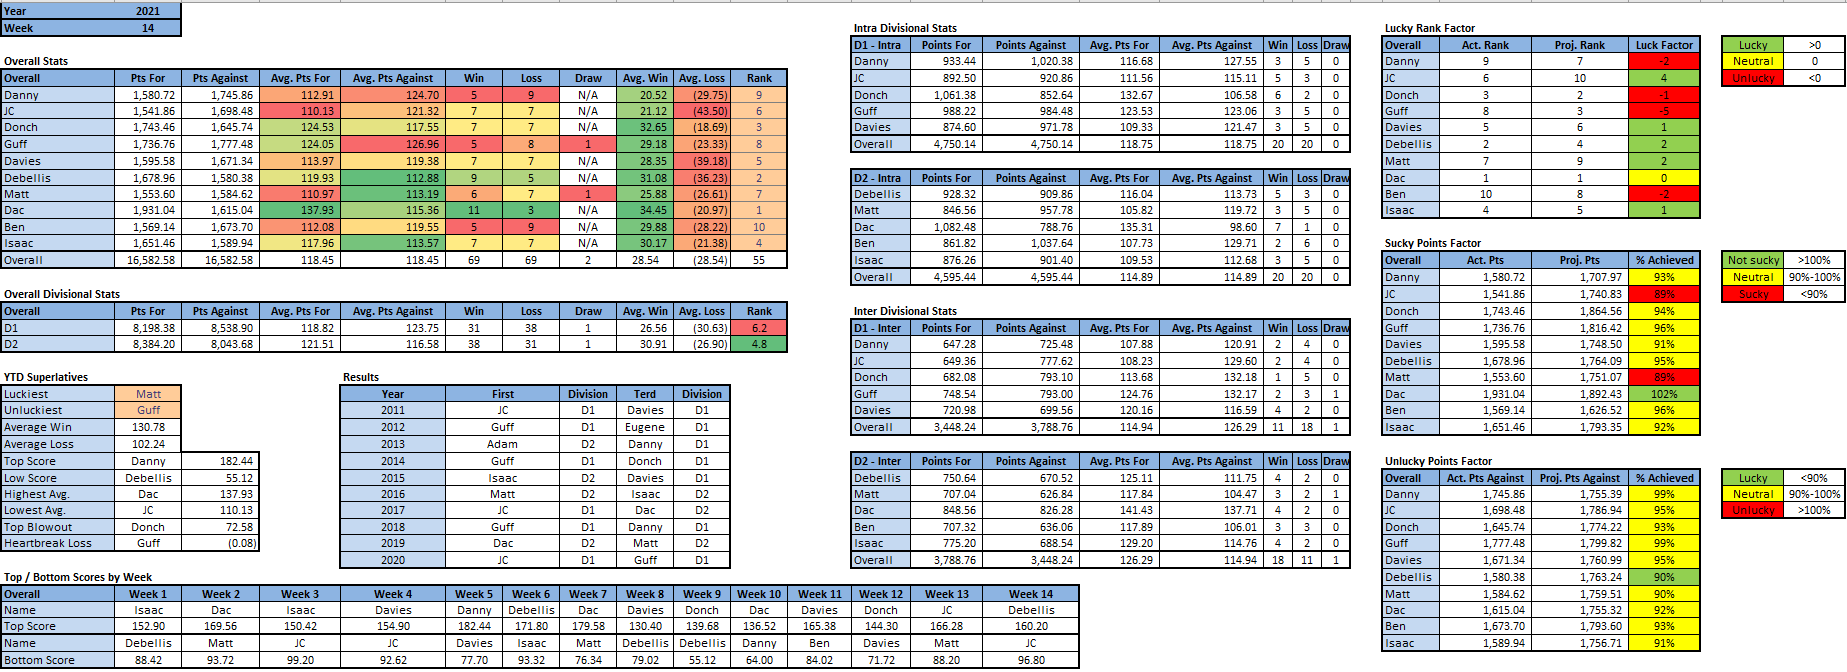 Year 2021
Week 14
Overall Stats
Overall Pts For Pts Against Avg. Pts For Avg. Pts Against Win Loss Draw Avg. Win Avg. Loss Rank
Danny 1,580.72 1,745.86 112.91 124.70 5 9 N/A 20.52 (29.75) 9
JC 1,541.86 1,698.48 110.13 121.32 7 7 N/A 21.12 (43.50) 6
Donch 1,743.46 1,645.74 124.53 117.55 7 7 N/A 32.65 (18.69) 3
Guff 1,736.76 1,777.48 124.05 126.96 5 8 1 29.18 (23.33) 8
Davies 1,595.58 1,671.34 113.97 119.38 7 7 N/A 28.35 (39.18) 5
Debellis 1,678.96 1,580.38 119.93 112.88 9 5 N/A 31.08 (36.23) 2
Matt 1,553.60 1,584.62 110.97 113.19 6 7 1 25.88 (26.61) 7
Dac 1,931.04 1,615.04 137.93 115.36 11 3 N/A 34.45 (20.97) 1
Ben 1,569.14 1,673.70 112.08 119.55 5 9 N/A 29.88 (28.22) 10
Isaac 1,651.46 1,589.94 117.96 113.57 7 7 N/A 30.17 (21.38) 4
Overall 16,582.58 16,582.58 118.45 118.45 69 69 2 28.54 (28.54) 55
Overall Divisional Stats
Overall Pts For Pts Against Avg. Pts For Avg. Pts Against Win Loss Draw Avg. Win Avg. Loss Rank
D1 8,198.38 8,538.90 118.82 123.75 31 38 1 26.56 (30.63) 6.2
D2 8,384.20 8,043.68 121.51 116.58 38 31 1 30.91 (26.90) 4.8
YTD Superlatives
Luckiest Matt
Unluckiest Guff
Average Win 130.78
Average Loss 102.24
Top Score Danny 182.44
Low Score Debellis 55.12
Highest Avg. Dac 137.93
Lowest Avg. JC 110.13
Top Blowout Donch 72.58
Heartbreak Loss Guff (0.08)
Results
Year First Division Terd Division
2011 JC D1 Davies D1
2012 Guff D1 Eugene D1
2013 Adam D2 Danny D1
2014 Guff D1 Donch D1
2015 Isaac D2 Davies D1
2016 Matt D2 Isaac D2
2017 JC D1 Dac D2
2018 Guff D1 Danny D1
2019 Dac D2 Matt D2
2020 JC D1 Guff D1
Top / Bottom Scores by Week
Overall Week 1 Week 2 Week 3 Week 4 Week 5 Week 6 Week 7 Week 8 Week 9 Week 10 Week 11 Week 12 Week 13 Week 14
Name Isaac Dac Isaac Davies Danny Debellis Dac Davies Donch Dac Davies Donch JC Debellis
Top Score 152.90 169.56 150.42 154.90 182.44 171.80 179.58 130.40 139.68 136.52 165.38 144.30 166.28 160.20
Name Debellis Matt JC JC Davies Isaac Matt Debellis Debellis Danny Ben Davies Matt JC
Bottom Score 88.42 93.72 99.20 92.62 77.70 93.32 76.34 79.02 55.12 64.00 84.02 71.72 88.20 96.80
Intra Divisional Stats
D1 - Intra Points For Points Against Avg. Pts For Avg. Pts Against Win Loss Draw
Danny 933.44 1,020.38 116.68 127.55 3 5 0
JC 892.50 920.86 111.56 115.11 5 3 0
Donch 1,061.38 852.64 132.67 106.58 6 2 0
Guff 988.22 984.48 123.53 123.06 3 5 0
Davies 874.60 971.78 109.33 121.47 3 5 0
Overall 4,750.14 4,750.14 118.75 118.75 20 20 0
D2 - Intra Points For Points Against Avg. Pts For Avg. Pts Against Win Loss Draw
Debellis 928.32 909.86 116.04 113.73 5 3 0
Matt 846.56 957.78 105.82 119.72 3 5 0
Dac 1,082.48 788.76 135.31 98.60 7 1 0
Ben 861.82 1,037.64 107.73 129.71 2 6 0
Isaac 876.26 901.40 109.53 112.68 3 5 0
Overall 4,595.44 4,595.44 114.89 114.89 20 20 0
Inter Divisional Stats
D1 - Inter Points For Points Against Avg. Pts For Avg. Pts Against Win Loss Draw
Danny 647.28 725.48 107.88 120.91 2 4 0
JC 649.36 777.62 108.23 129.60 2 4 0
Donch 682.08 793.10 113.68 132.18 1 5 0
Guff 748.54 793.00 124.76 132.17 2 3 1
Davies 720.98 699.56 120.16 116.59 4 2 0
Overall 3,448.24 3,788.76 114.94 126.29 11 18 1
D2 - Inter Points For Points Against Avg. Pts For Avg. Pts Against Win Loss Draw
Debellis 750.64 670.52 125.11 111.75 4 2 0
Matt 707.04 626.84 117.84 104.47 3 2 1
Dac 848.56 826.28 141.43 137.71 4 2 0
Ben 707.32 636.06 117.89 106.01 3 3 0
Isaac 775.20 688.54 129.20 114.76 4 2 0
Overall 3,788.76 3,448.24 126.29 114.94 18 11 1
Lucky Rank Factor
Overall Act. Rank Proj. Rank Luck Factor
Danny 9 7 -2
JC 6 10 4
Donch 3 2 -1
Guff 8 3 -5
Davies 5 6 1
Debellis 2 4 2
Matt 7 9 2
Dac 1 1 0
Ben 10 8 -2
Isaac 4 5 1
Lucky >0
Neutral 0
Unlucky <0
Sucky Points Factor
Overall Act. Pts Proj. Pts % Achieved
Danny 1,580.72 1,707.97 93%
JC 1,541.86 1,740.83 89%
Donch 1,743.46 1,864.56 94%
Guff 1,736.76 1,816.42 96%
Davies 1,595.58 1,748.50 91%
Debellis 1,678.96 1,764.09 95%
Matt 1,553.60 1,751.07 89%
Dac 1,931.04 1,892.43 102%
Ben 1,569.14 1,626.52 96%
Isaac 1,651.46 1,793.35 92%
Not sucky >100%
Neutral 90%-100%
Sucky <90%
Unlucky Points Factor
Overall Act. Pts Against Proj. Pts Against % Achieved
Danny 1,745.86 1,755.39 99%
JC 1,698.48 1,786.94 95%
Donch 1,645.74 1,774.22 93%
Guff 1,777.48 1,799.82 99%
Davies 1,671.34 1,760.99 95%
Debellis 1,580.38 1,763.24 90%
Matt 1,584.62 1,759.51 90%
Dac 1,615.04 1,755.32 92%
Ben 1,673.70 1,793.60 93%
Isaac 1,589.94 1,756.71 91%
Lucky <90%
Neutral 90%-100%
Unlucky >100%